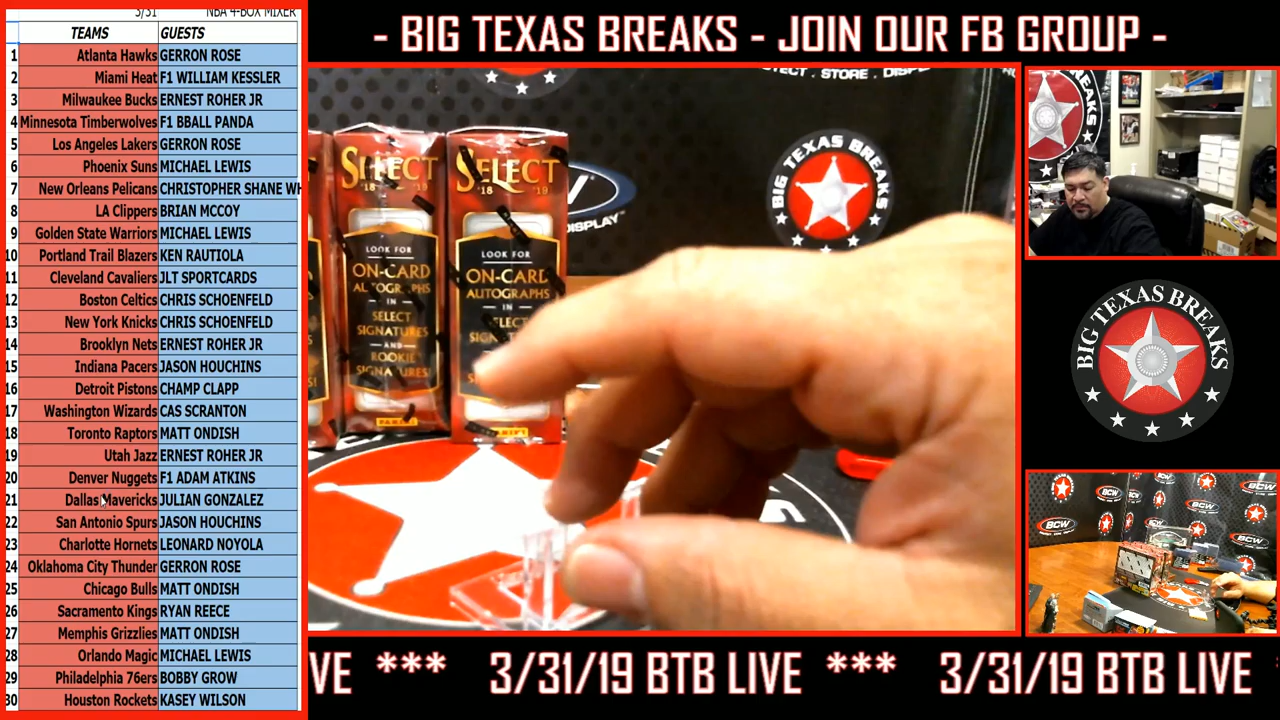 - BIG TEXAS BREAKS - JOIN OUR FB GROUP -
3/31 NBA 4-BOX MIXER
TEAMS GUESTS
1 Atlanta Hawks GERRON ROSE
2 Miami Heat F1 WILLIAM KESSLER
3 Milwaukee Bucks ERNEST ROHER JR
4 Minnesota Timberwolves F1 BBALL PANDA
5 Los Angeles Lakers GERRON ROSE
6 Phoenix Suns MICHAEL LEWIS
7 New Orleans Pelicans CHRISTOPHER SHANE WH
8 LA Clippers BRIAN MCCOY
9 Golden State Warriors MICHAEL LEWIS
10 Portland Trail Blazers KEN RAUTIOLA
11 Cleveland Cavaliers JLT SPORTCARDS
12 Boston Celtics CHRIS SCHOENFELD
13 New York Knicks CHRIS SCHOENFELD
14 Brooklyn Nets ERNEST ROHER JR
15 Indiana Pacers JASON HOUCHINS
16 Detroit Pistons CHAMP CLAPP
17 Washington Wizards CAS SCRANTON
18 Toronto Raptors MATT ONDISH
19 Utah Jazz ERNEST ROHER JR
20 Denver Nuggets F1 ADAM ATKINS
21 Dallas Mavericks JULIAN GONZALEZ
22 San Antonio Spurs JASON HOUCHINS
23 Charlotte Hornets LEONARD NOYOLA
24 Oklahoma City Thunder GERRON ROSE
25 Chicago Bulls MATT ONDISH
26 Sacramento Kings RYAN REECE
27 Memphis Grizzlies MATT ONDISH
28 Orlando Magic MICHAEL LEWIS
29 Philadelphia 76ers BOBBY GROW
30 Houston Rockets KASEY WILSON
STORE
SELECT
'18 '19
LOOK FOR
ON-CARD
AUTOGRAPHS
IN
SELECT
SIGNATURES
AND
ROOKIE
SIGNATURES!
PANINI
SELECT
'18 '19
LOOK FOR
ON-CARD
AUTOGRAPHS
IN
SELECT
PANINI
DISPLAY
BIG TEXAS BREAKS
BIG TEXAS BREAKS
BCW
BCW
BCW
VE *** 3/31/19 BTB LIVE *** 3/31/19 BTB LIVE